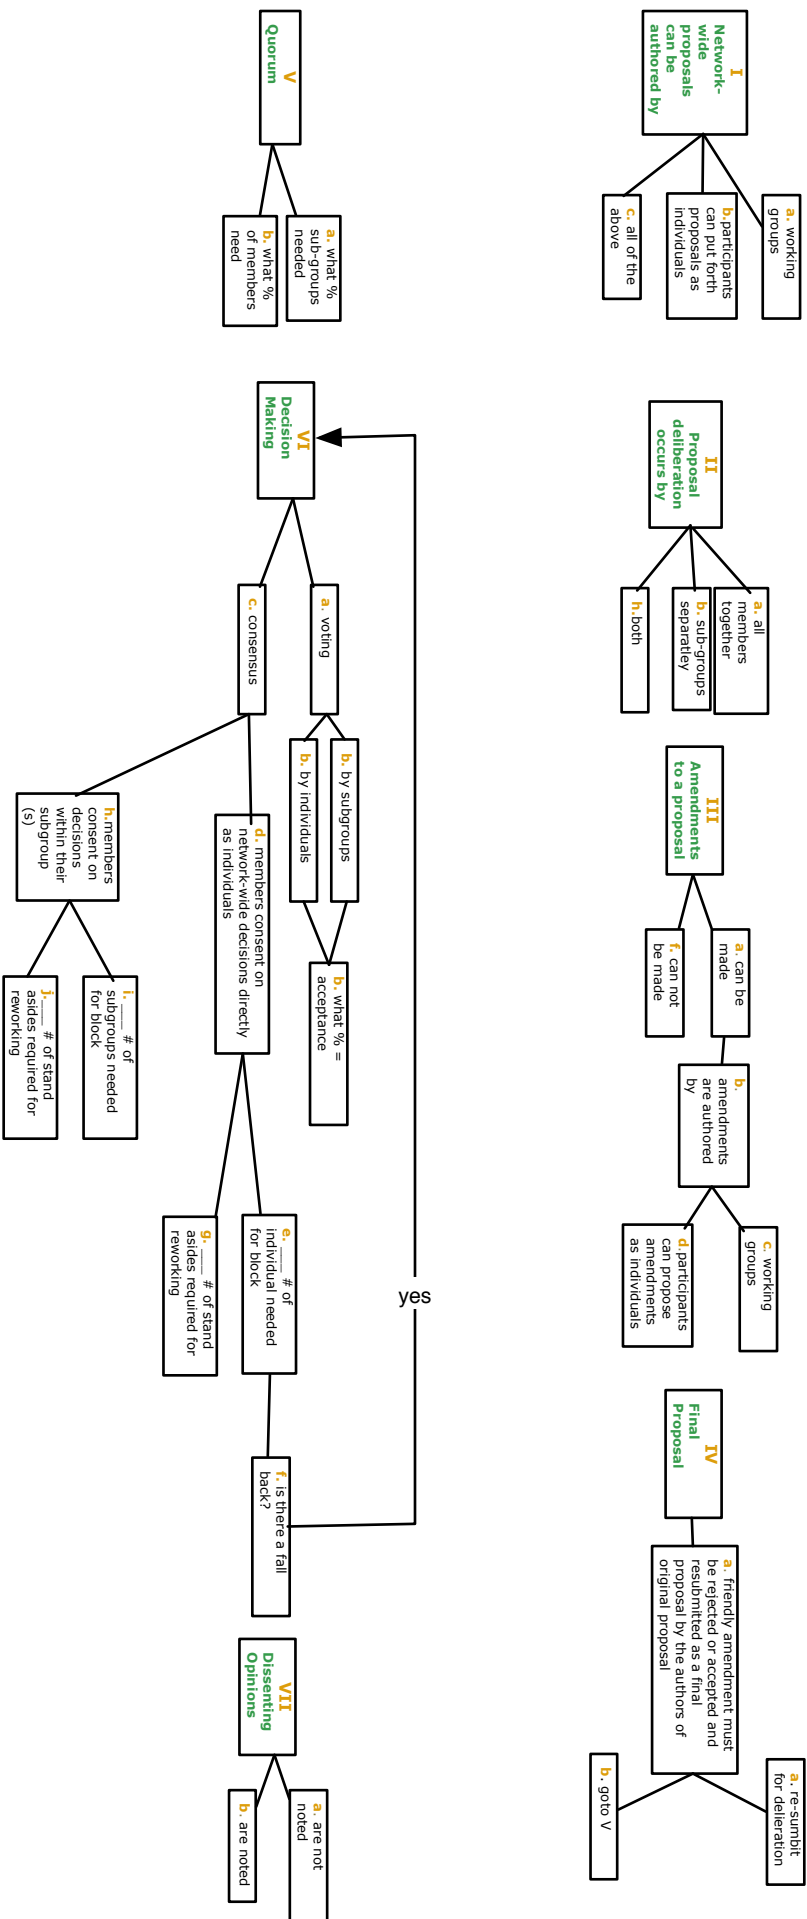 I
Network-
wide
proposals
can be
authored by
a. working
groups
b.participants
can put forth
proposals as
individuals
c. all of the
above
II
Proposal
deliberation
occurs by
a. all
members
together
b. sub-groups
separatley
h.both
III
Amendments
to a proposal
a. can be
made
f. can not
be made
b.
amendments
are authored
by
c. working
groups
d.participants
can propose
amendments
as individuals
IV
Final
Proposal
a. friendly amendment must
be rejected or accepted and
resubmitted as a final
proposal by the authors of
original proposal
a. re-sumbit
for delieration
b. goto V
V
Quorum
a. what %
sub-groups
needed
b. what %
of members
need
VI
Decision
Making
a. voting
c. consensus
b. by subgroups
b. by individuals
b. what % =
acceptance
d. members consent on
network-wide decisions directly
as individuals
h.members
consent on
decisions
within their
subgroup
(s)
i. ___ # of
subgroups needed
for block
j.___ # of stand
asides required for
reworking
e. ___ # of
individual needed
for block
g. ___ # of stand
asides required for
reworking
f. is there a fall
back?
yes
VII
Dissenting
Opinions
a. are not
noted
b. are noted